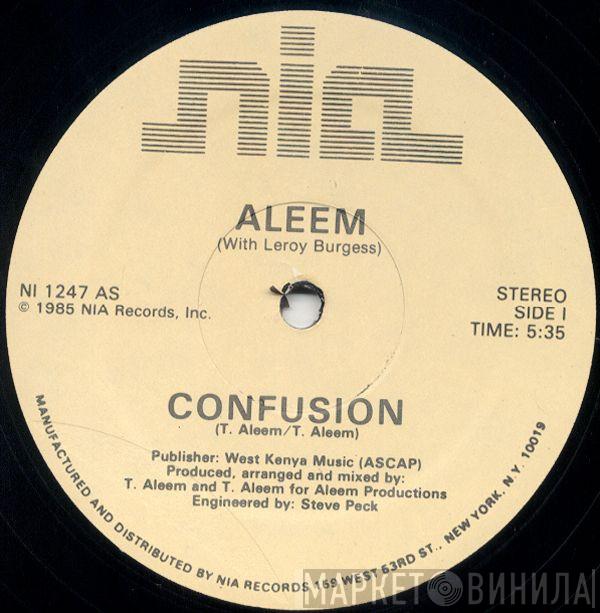 nia
ALEEM
(With Leroy Burgess)
NI 1247 AS
© 1985 NIA Records, Inc.
STEREO
SIDE I
TIME: 5:35
CONFUSION
(T. Aleem/T. Aleem)
Publisher: West Kenya Music (ASCAP)
Produced, arranged and mixed by:
T. Aleem and T. Aleem for Aleem Productions
Engineered by: Steve Peck
MANUFACTURED AND DISTRIBUTED BY NIA RECORDS 159 WEST 53RD ST., NEW YORK, N.Y. 10019
МАРКЕТ ВИНИЛА